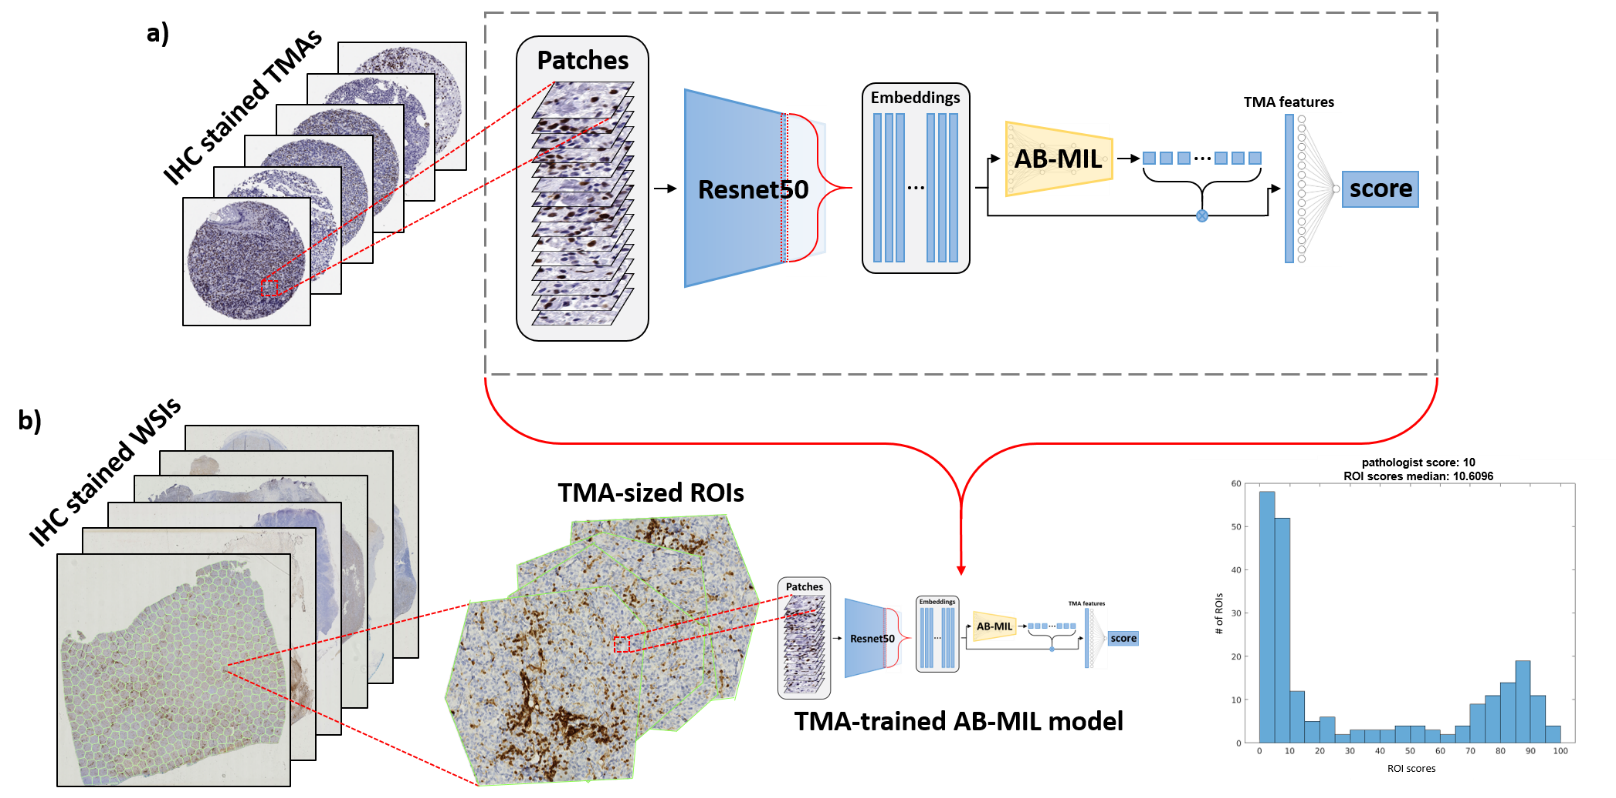 a)
IHC stained TMAs
Patches
Resnet50
Embeddings
AB-MIL
TMA features
score
b)
IHC stained WSIs
TMA-sized ROIs
Patches
Resnet50
Embeddings
AB-MIL
TMA features
score
TMA-trained AB-MIL model
pathologist score: 10
ROI scores median: 10.6096
# of ROIs
60
50
40
30
20
10
0
0 10 20 30 40 50 60 70 80 90 100
ROI scores